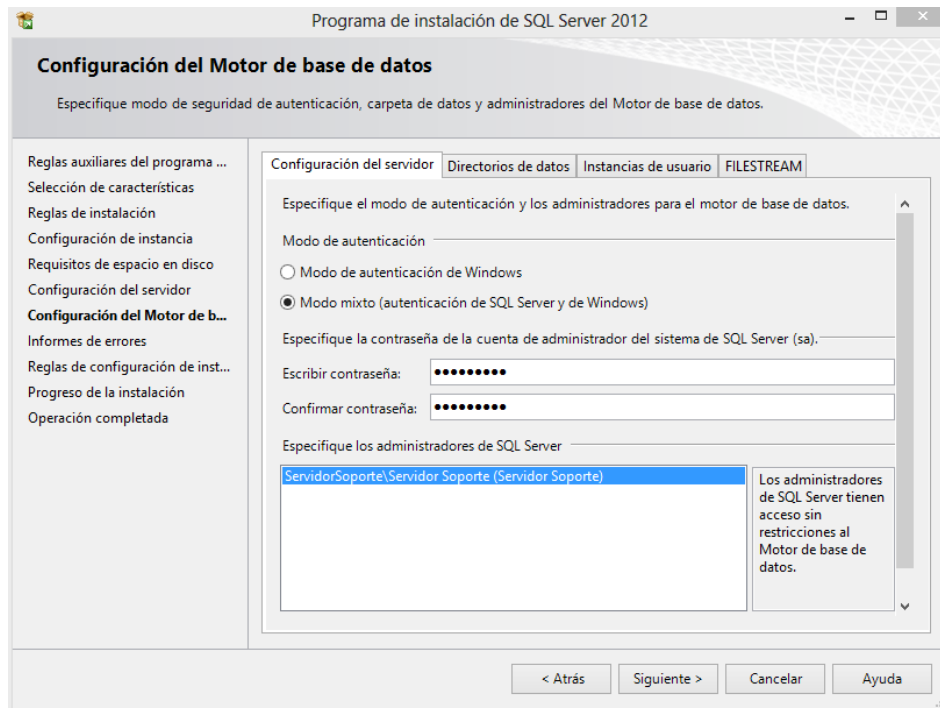 Programa de instalación de SQL Server 2012
Configuración del Motor de base de datos
Especifique modo de seguridad de autenticación, carpeta de datos y administradores del Motor de base de datos.
Reglas auxiliares del programa ...
Selección de características
Reglas de instalación
Configuración de instancia
Requisitos de espacio en disco
Configuración del servidor
Configuración del Motor de b...
Informes de errores
Reglas de configuración de inst...
Progreso de la instalación
Operación completada
Configuración del servidor
Directorios de datos
Instancias de usuario
FILESTREAM
Especifique el modo de autenticación y los administradores para el motor de base de datos.
Modo de autenticación
Modo de autenticación de Windows
Modo mixto (autenticación de SQL Server y de Windows)
Especifique la contraseña de la cuenta de administrador del sistema de SQL Server (sa).
Escribir contraseña: •••••••••
Confirmar contraseña: •••••••••
Especifique los administradores de SQL Server
ServidorSoporte\Servidor Soporte (Servidor Soporte)
Los administradores
de SQL Server tienen
acceso sin
restricciones al
Motor de base de
datos.
< Atrás
Siguiente >
Cancelar
Ayuda